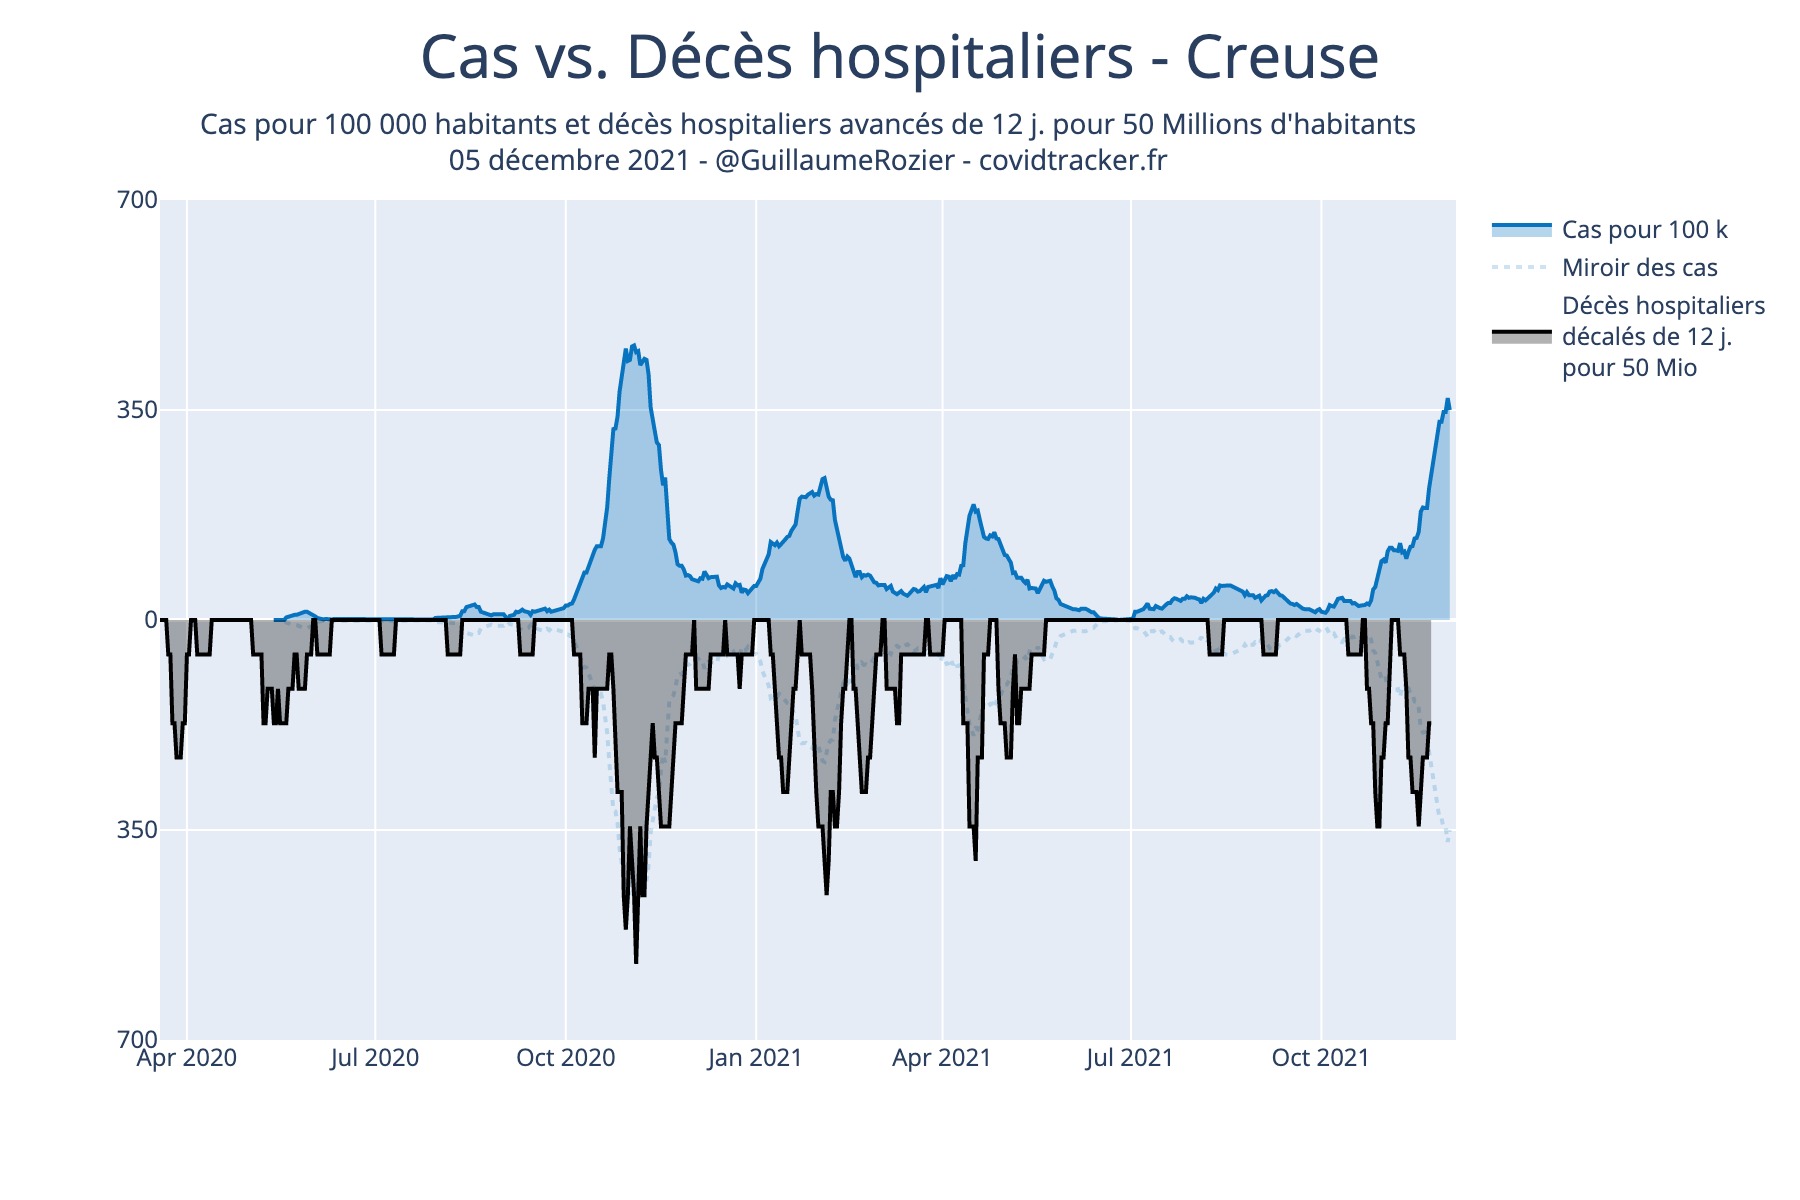 Cas vs. Décès hospitaliers - Creuse
Cas pour 100 000 habitants et décès hospitaliers avancés de 12 j. pour 50 Millions d'habitants
05 décembre 2021 - @GuillaumeRozier - covidtracker.fr
700
350
0
350
700
Apr 2020
Jul 2020
Oct 2020
Jan 2021
Apr 2021
Jul 2021
Oct 2021
Cas pour 100 k
Miroir des cas
Décès hospitaliers
décalés de 12 j.
pour 50 Mio